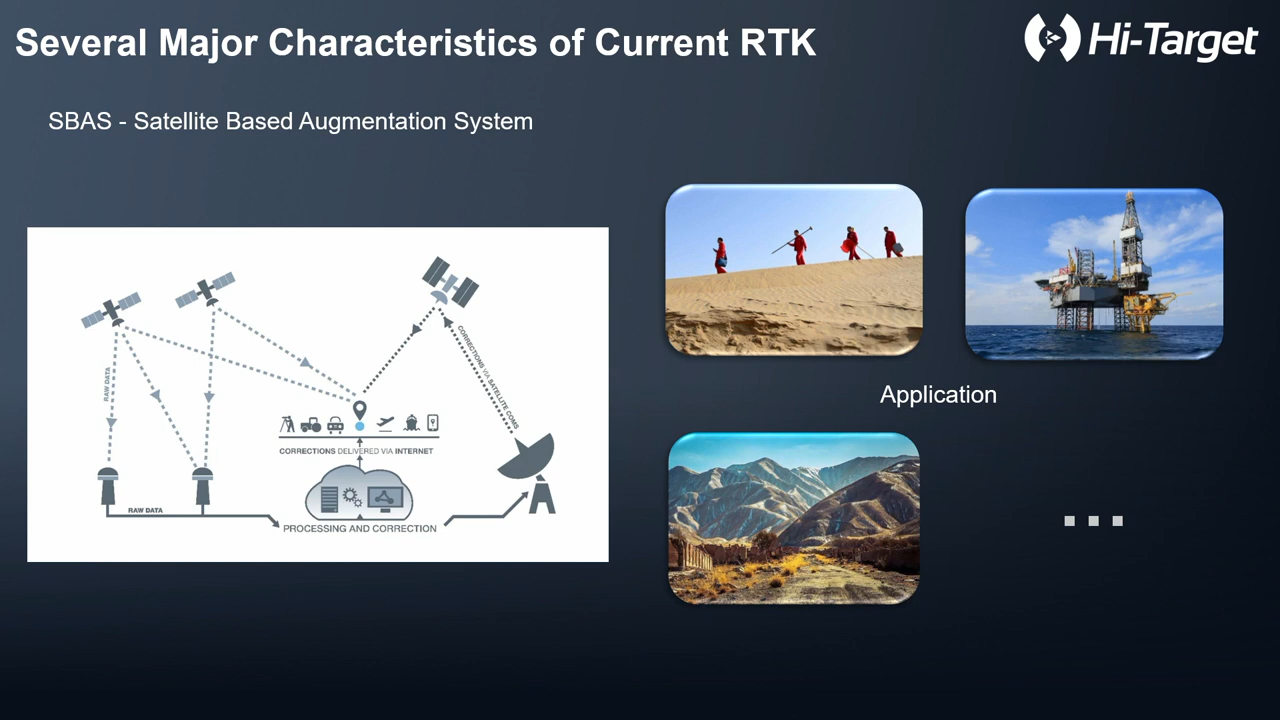 Several Major Characteristics of Current RTK
Hi-Target
SBAS - Satellite Based Augmentation System
RAW DATA
CORRECTIONS VIA SATELLITE COMS
CORRECTIONS DELIVERED VIA INTERNET
RAW DATA
PROCESSING AND CORRECTION
Application
...